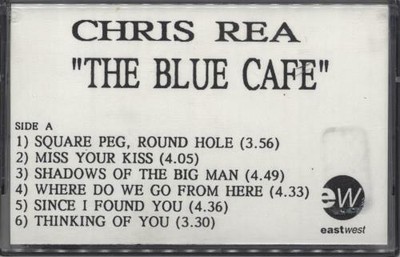 CHRIS REA
"THE BLUE CAFE"
SIDE A
1) SQUARE PEG, ROUND HOLE (3.56)
2) MISS YOUR KISS (4.05)
3) SHADOWS OF THE BIG MAN (4.49)
4) WHERE DO WE GO FROM HERE (4.33)
5) SINCE I FOUND YOU (4.36)
6) THINKING OF YOU (3.30)
ew
eastwest